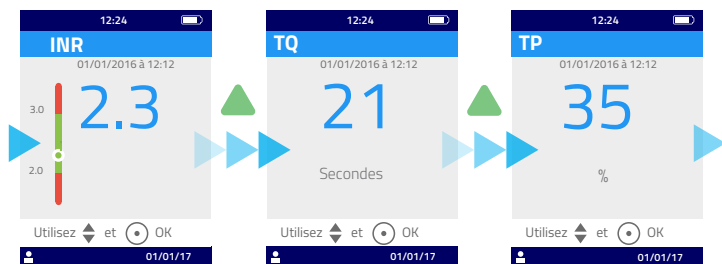 12:24
INR
01/01/2016 à 12:12
2.3
3.0
2.0
Utilisez et OK
01/01/17
12:24
TQ
01/01/2016 à 12:12
21
Secondes
Utilisez et OK
01/01/17
12:24
TP
01/01/2016 à 12:12
35
%
Utilisez et OK
01/01/17